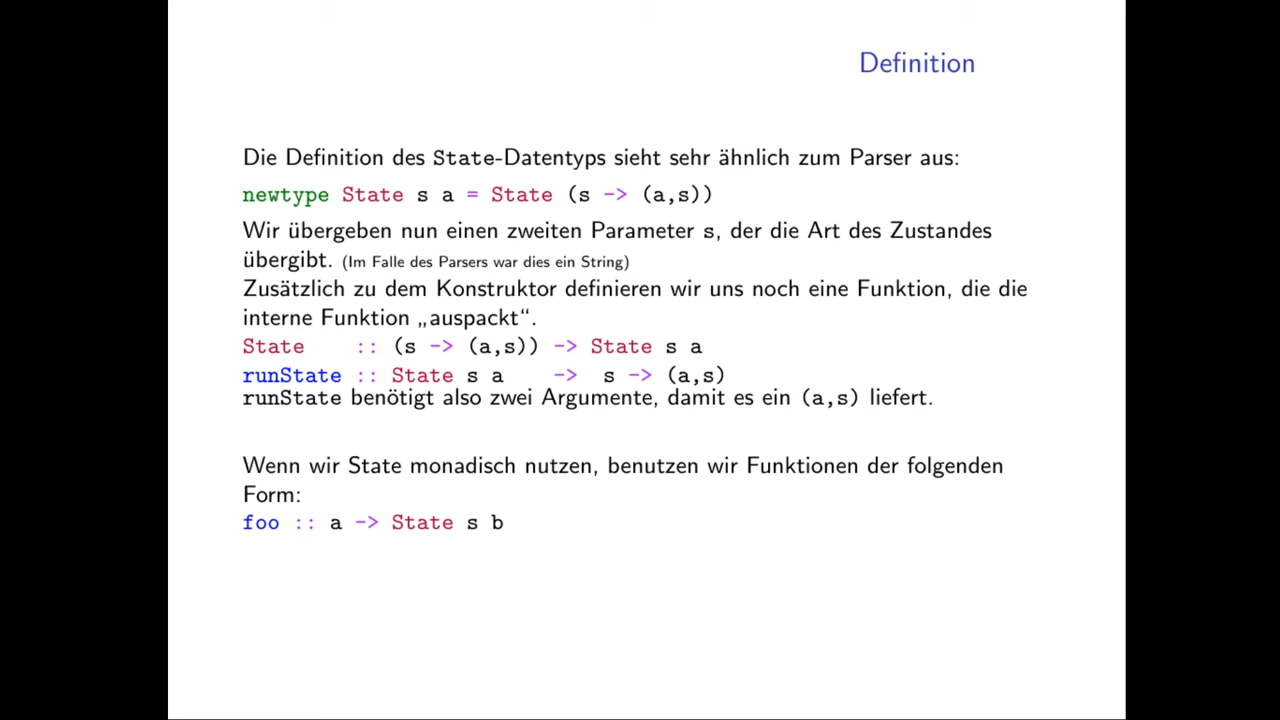 Definition
Die Definition des State-Datentyps sieht sehr ähnlich zum Parser aus:
newtype State s a = State (s -> (a,s))
Wir übergeben nun einen zweiten Parameter s, der die Art des Zustandes
übergibt. (Im Falle des Parsers war dies ein String)
Zusätzlich zu dem Konstruktor definieren wir uns noch eine Funktion, die die
interne Funktion „auspackt“.
State    :: (s -> (a,s)) -> State s a
runState :: State s a    ->  s -> (a,s)
runState benötigt also zwei Argumente, damit es ein (a,s) liefert.
Wenn wir State monadisch nutzen, benutzen wir Funktionen der folgenden
Form:
foo :: a -> State s b